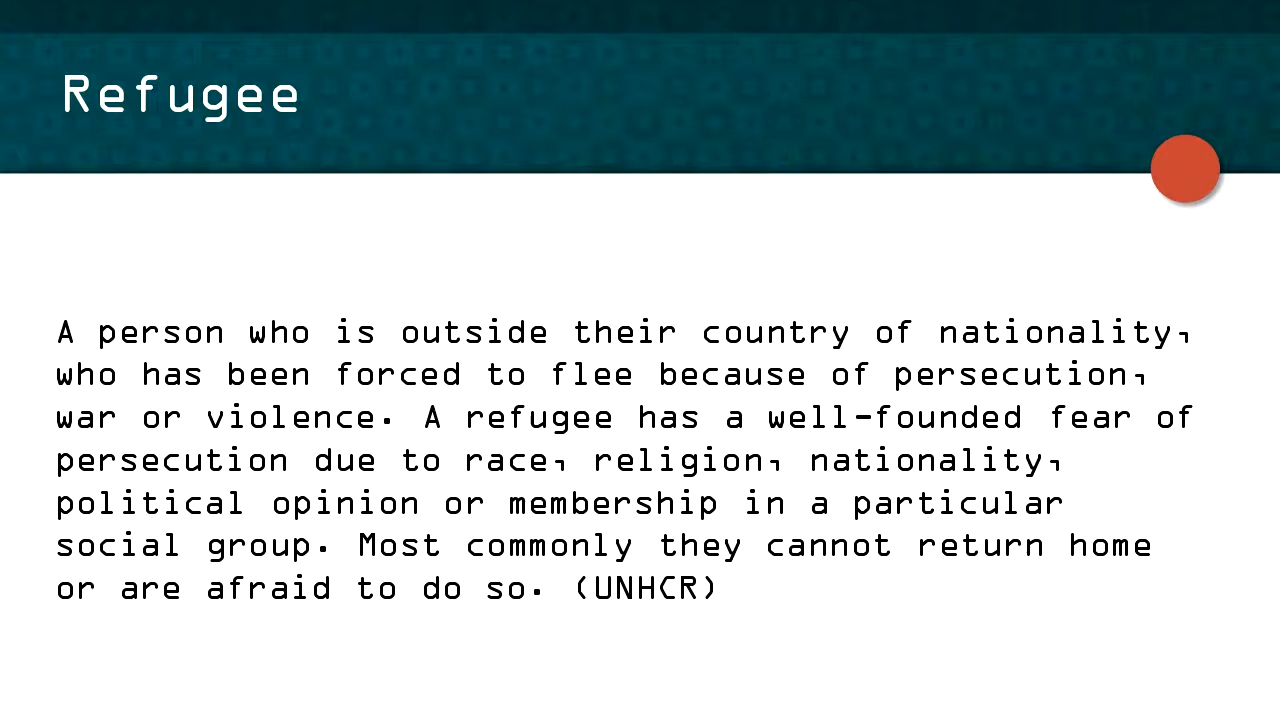 Refugee
A person who is outside their country of nationality,
who has been forced to flee because of persecution,
war or violence. A refugee has a well-founded fear of
persecution due to race, religion, nationality,
political opinion or membership in a particular
social group. Most commonly they cannot return home
or are afraid to do so. (UNHCR)